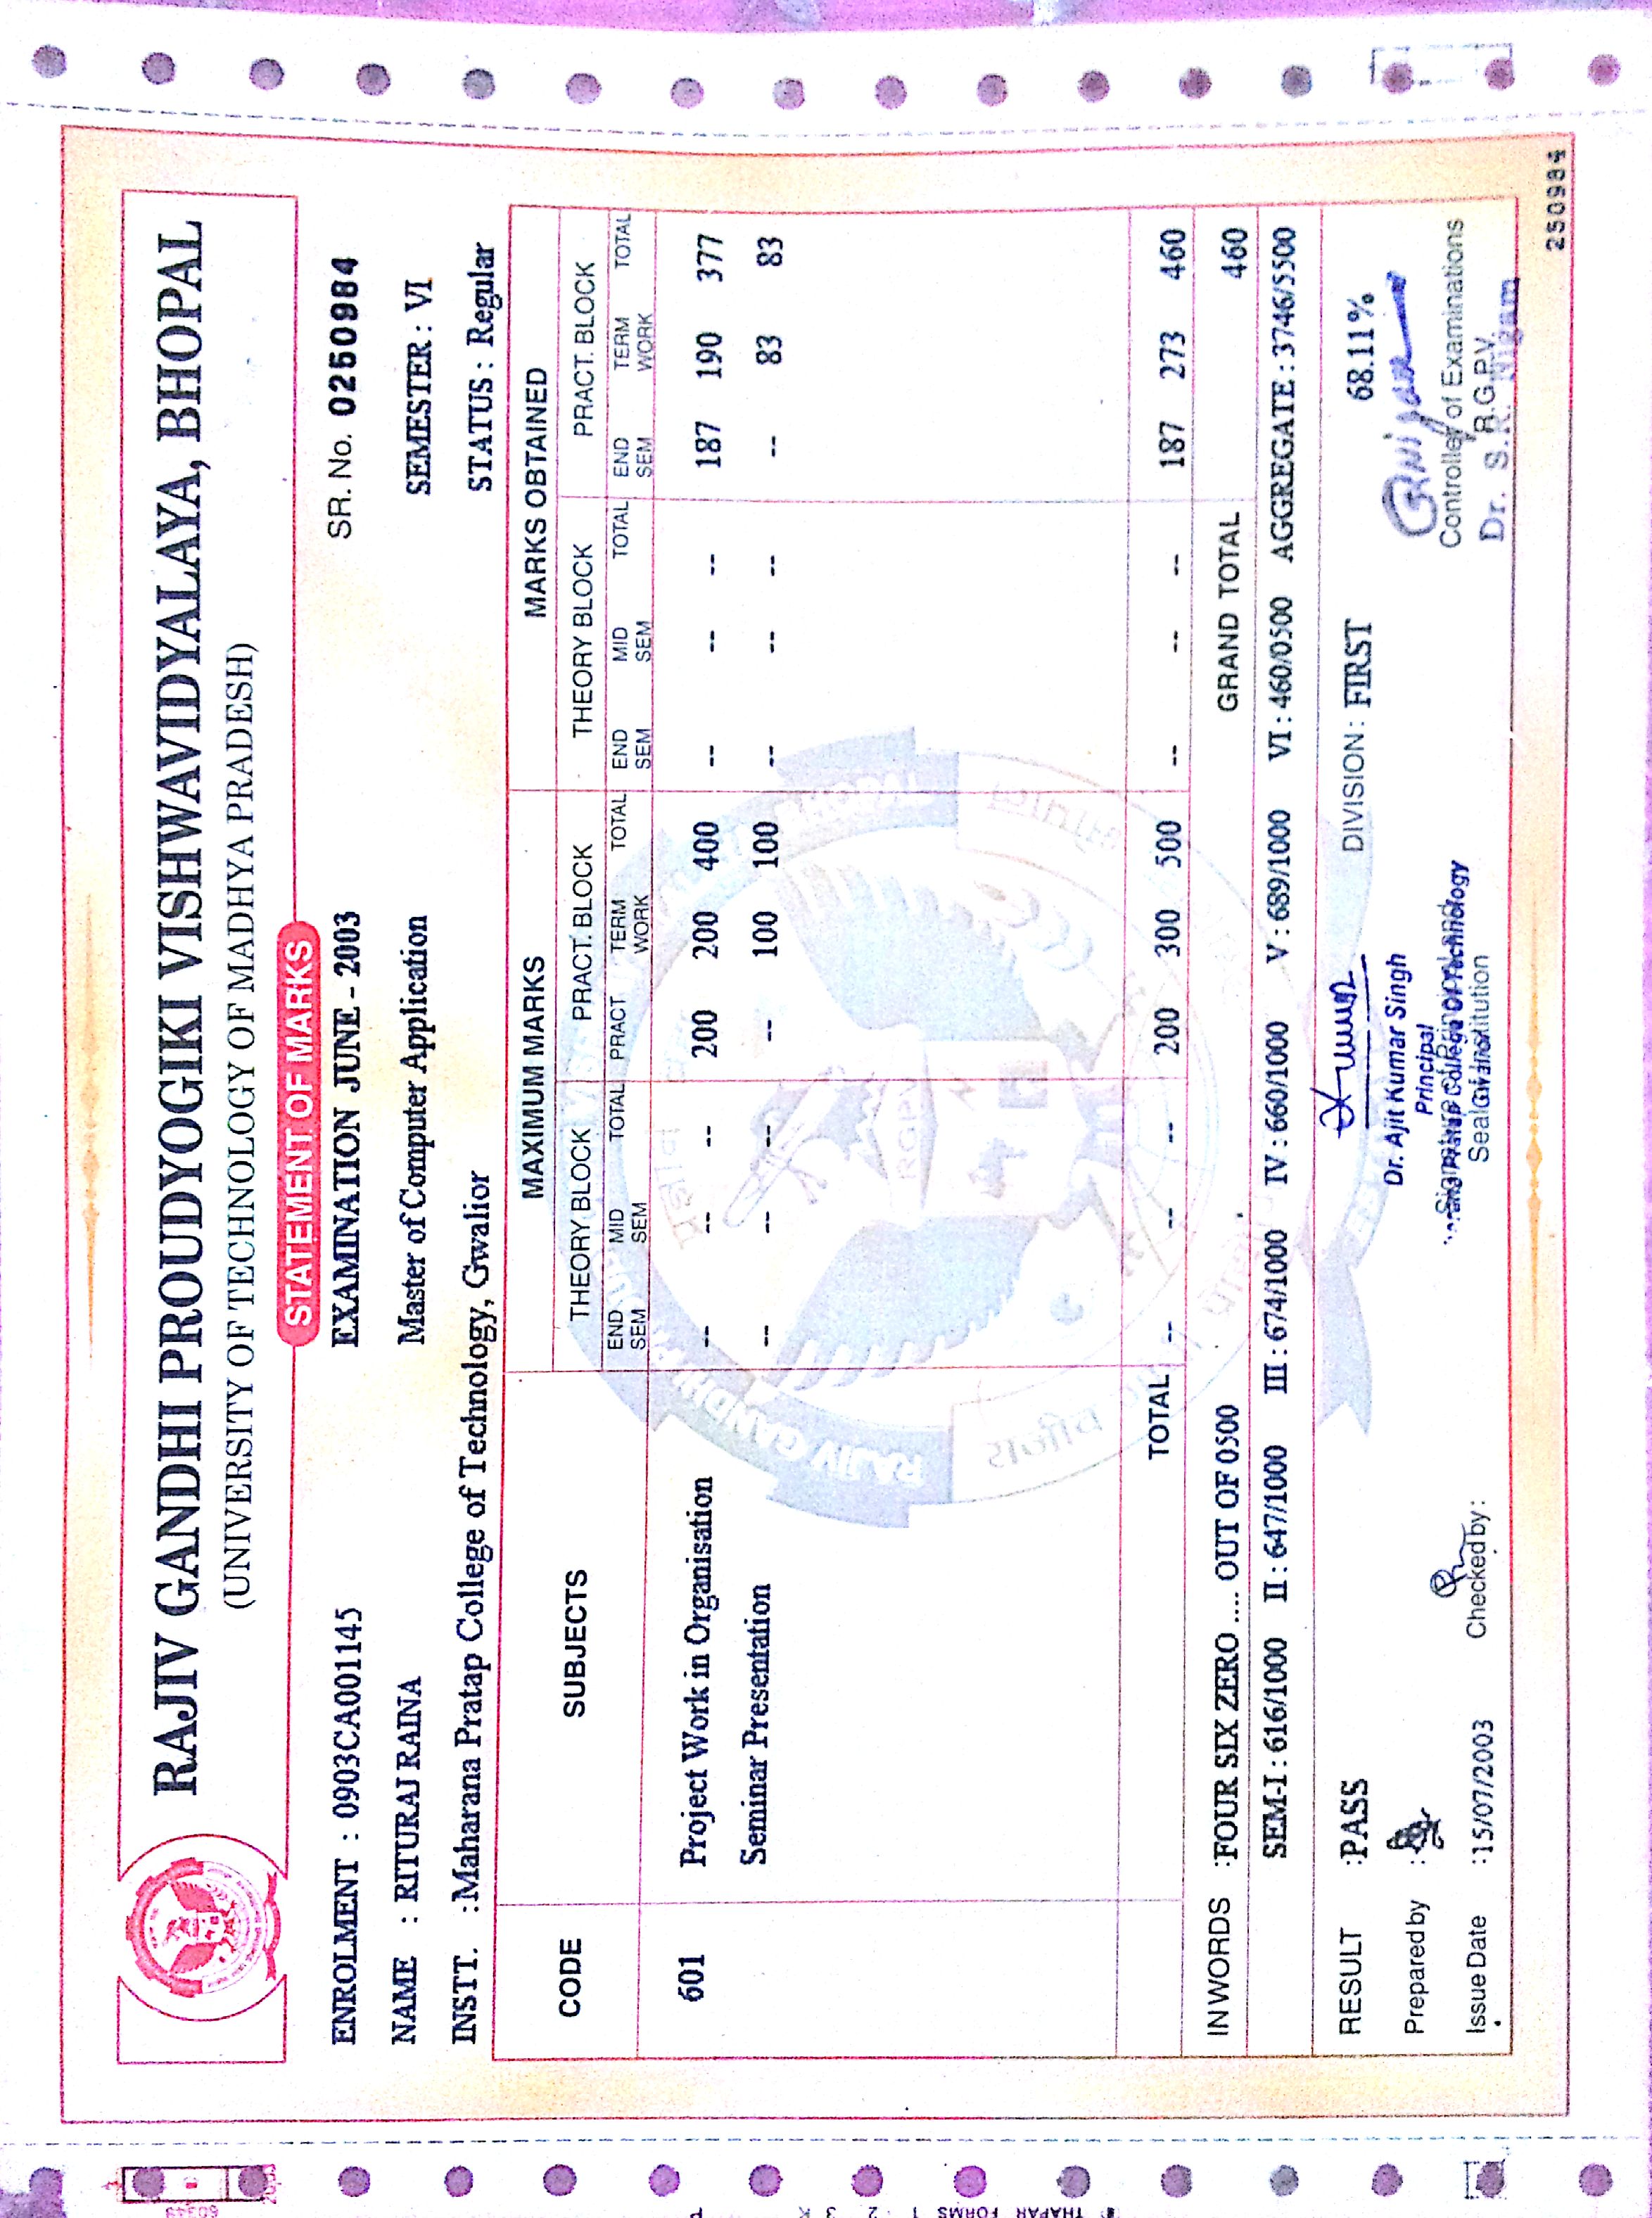 RAJIV GANDHI PROUDYOGIKI VISHWAVIDYALAYA, BHOPAL
(UNIVERSITY OF TECHNOLOGY OF MADHYA PRADESH)
STATEMENT OF MARKS
ENROLMENT : 0903CA001145 EXAMINATION JUNE - 2003 SR. No. 0250984
NAME : RITURAJ RAINA Master of Computer Application SEMESTER : VI
INSTT. : Maharana Pratap College of Technology, Gwalior STATUS : Regular
CODE SUBJECTS MAXIMUM MARKS MARKS OBTAINED
THEORY BLOCK PRACT. BLOCK THEORY BLOCK PRACT. BLOCK
END SEM MID SEM TOTAL PRACT TERM WORK TOTAL END SEM MID SEM TOTAL END SEM TERM WORK TOTAL
601 Project Work in Organisation -- -- -- 200 200 400 -- -- -- 187 190 377
Seminar Presentation -- -- -- -- 100 100 -- -- -- -- 83 83
TOTAL -- -- -- 200 300 500 -- -- -- 187 273 460
IN WORDS :FOUR SIX ZERO .... OUT OF 0500 GRAND TOTAL 460
SEM-I : 616/1000 II : 647/1000 III : 674/1000 IV : 660/1000 V : 689/1000 VI : 460/0500 AGGREGATE : 3746/5500
RESULT :PASS DIVISION : FIRST 68.11%
Prepared by :
Dr. Ajit Kumar Singh
Principal
College Of Technology
Controller of Examinations
R.G.P.V.
Dr. S.R. Nigam
Issue Date :15/07/2003 Checked by :
250984
THAPAR FORMS 1 2 3